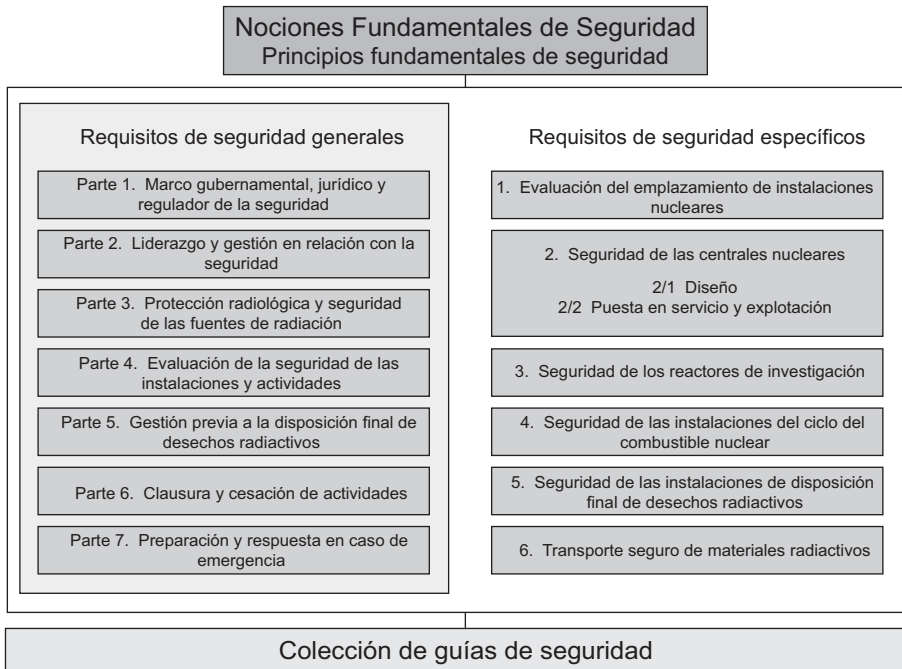 Nociones Fundamentales de Seguridad
Principios fundamentales de seguridad
Requisitos de seguridad generales
Parte 1. Marco gubernamental, jurídico y
regulador de la seguridad
Parte 2. Liderazgo y gestión en relación con la
seguridad
Parte 3. Protección radiológica y seguridad
de las fuentes de radiación
Parte 4. Evaluación de la seguridad de las
instalaciones y actividades
Parte 5. Gestión previa a la disposición final de
desechos radiactivos
Parte 6. Clausura y cesación de actividades
Parte 7. Preparación y respuesta en caso de
emergencia
Requisitos de seguridad específicos
1. Evaluación del emplazamiento de instalaciones
nucleares
2. Seguridad de las centrales nucleares
2/1 Diseño
2/2 Puesta en servicio y explotación
3. Seguridad de los reactores de investigación
4. Seguridad de las instalaciones del ciclo del
combustible nuclear
5. Seguridad de las instalaciones de disposición
final de desechos radiactivos
6. Transporte seguro de materiales radiactivos
Colección de guías de seguridad